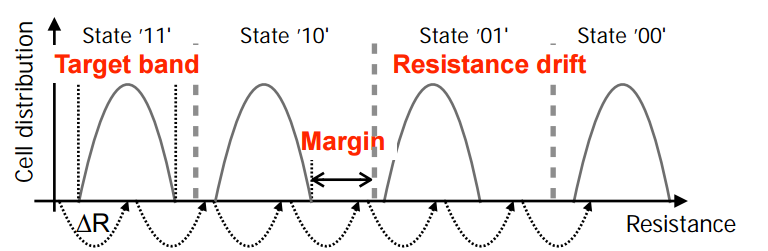 State '11'
State '10'
State '01'
State '00'
Target band
Resistance drift
Margin
Cell distribution
ΔR
Resistance